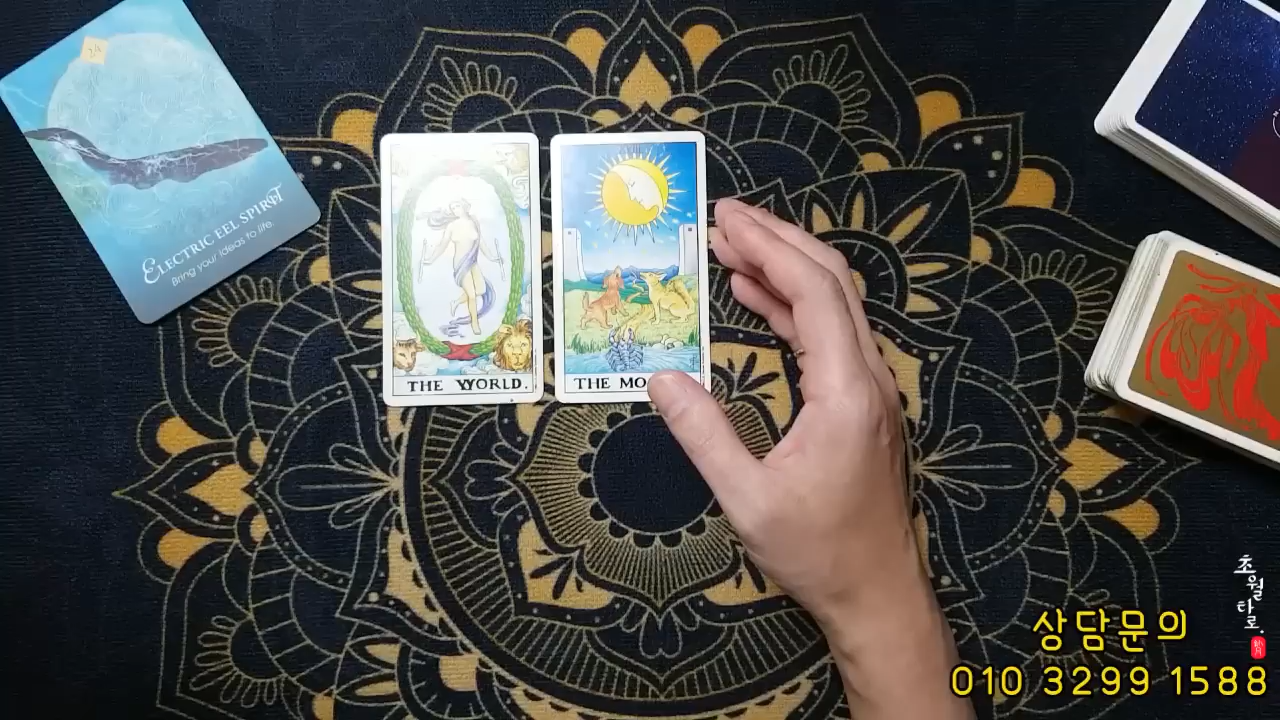 24
ELECTRIC EEL SPIRIT
Bring your ideas to life.
THE WORLD.
THE MO
초월
타로.
상담문의
010 3299 1588